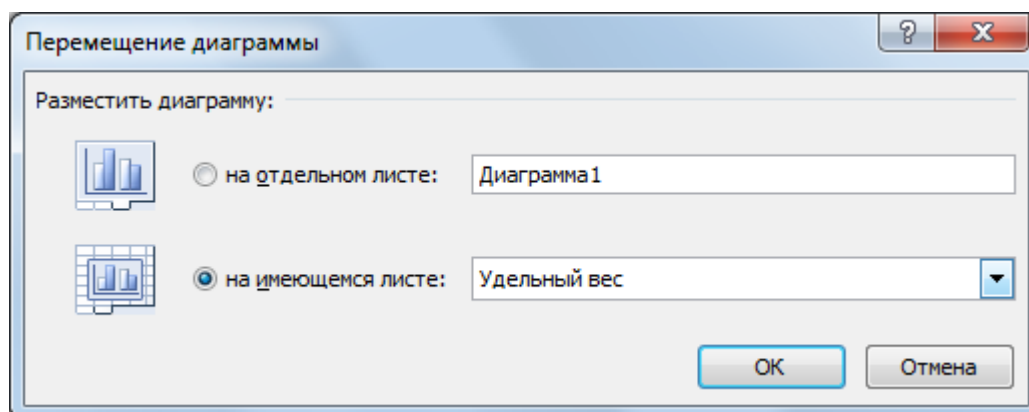 Перемещение диаграммы
Разместить диаграмму:
на отдельном листе: Диаграмма1
на имеющемся листе: Удельный вес
ОК Отмена